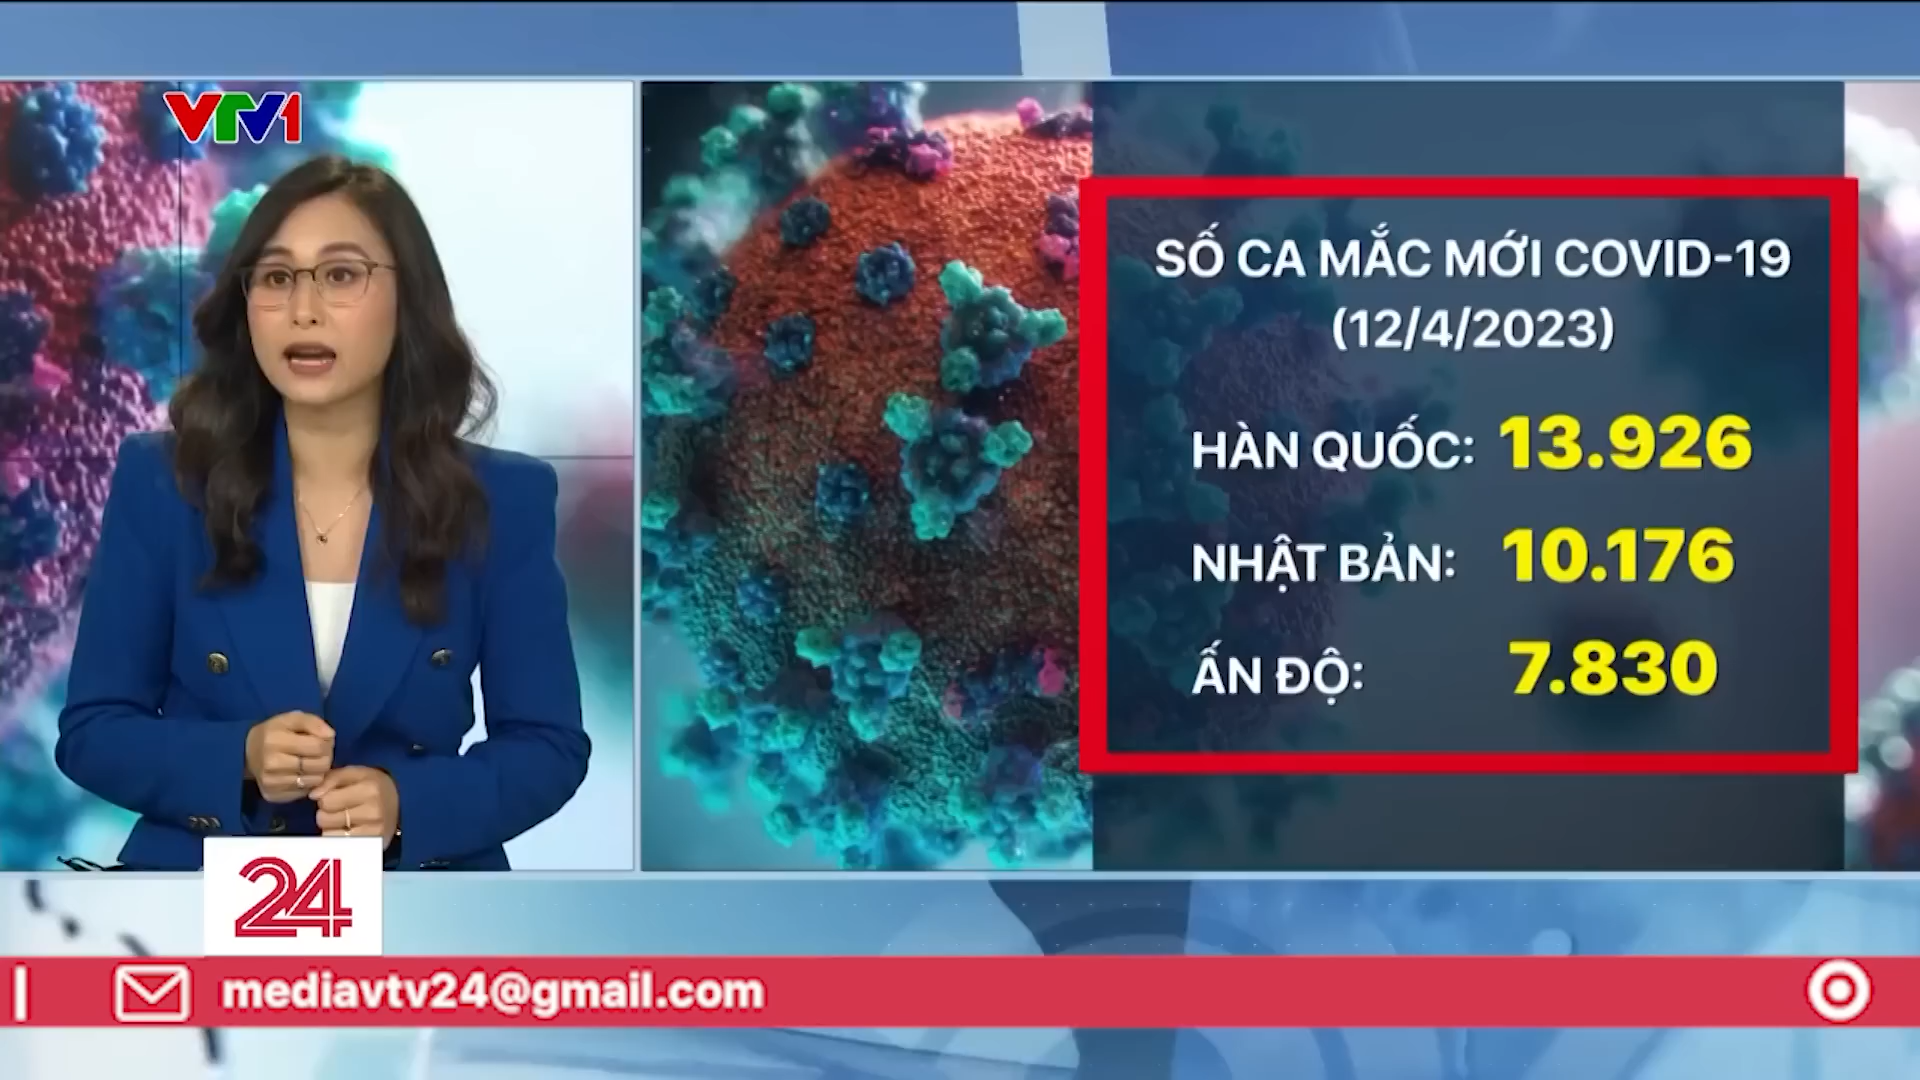 VTV1
SỐ CA MẮC MỚI COVID-19
(12/4/2023)
HÀN QUỐC: 13.926
NHẬT BẢN: 10.176
ẤN ĐỘ: 7.830
24
mediavtv24@gmail.com